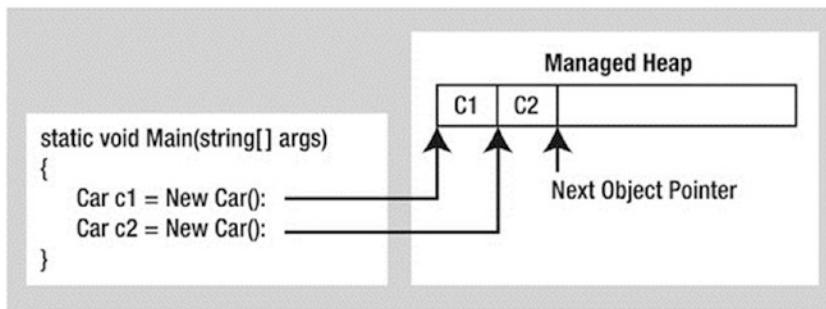 static void Main(string[] args)
{
Car c1 = New Car():
Car c2 = New Car():
}
Managed Heap
C1 C2
Next Object Pointer